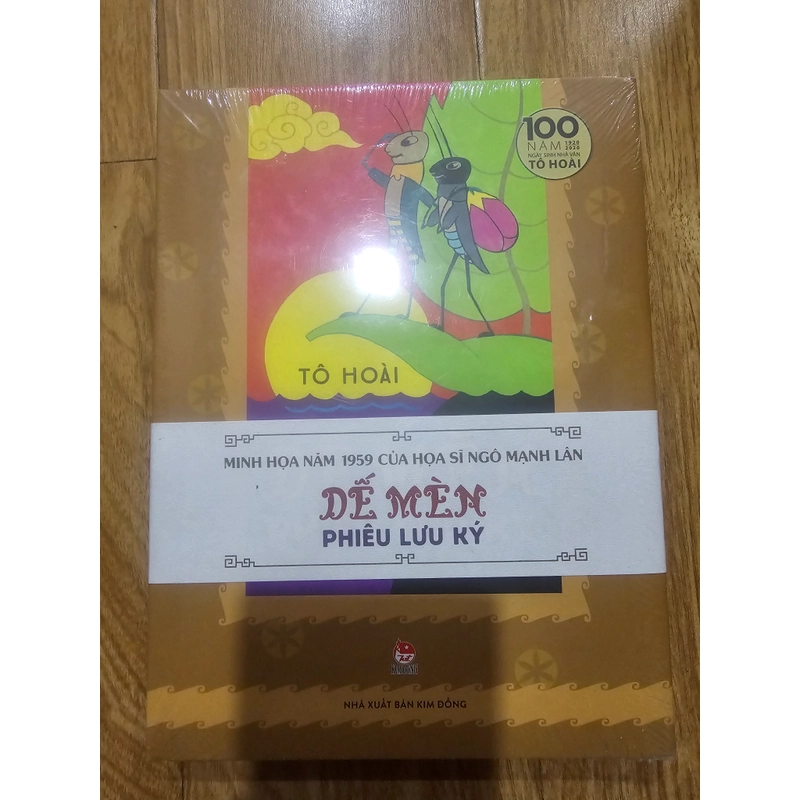 100
NĂM 1920
2020
NGÀY SINH NHÀ VĂN
TÔ HOÀI
TÔ HOÀI
MINH HỌA NĂM 1959 CỦA HỌA SĨ NGÔ MẠNH LÂN
DẾ MÈN
PHIÊU LƯU KÝ
NHÀ XUẤT BẢN KIM ĐỒNG